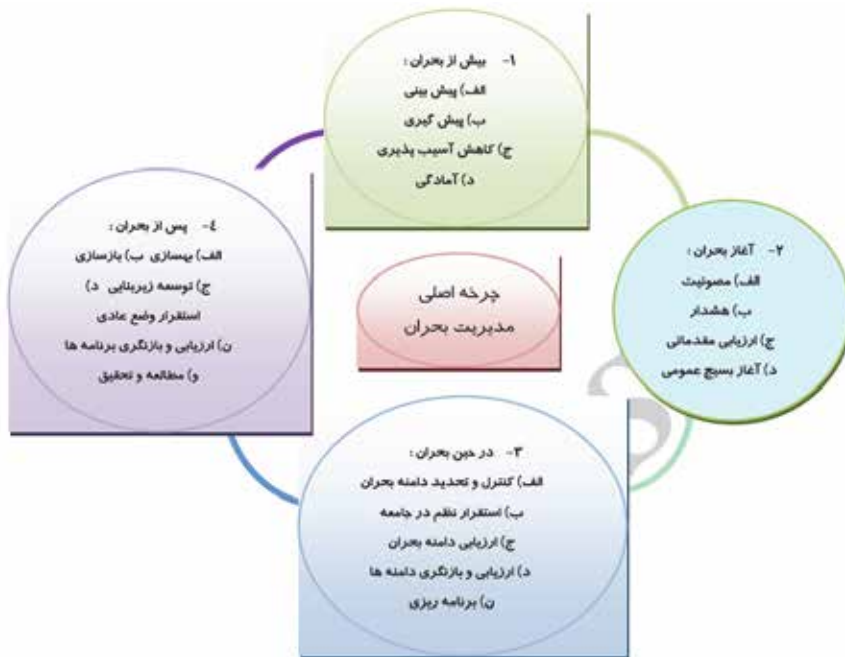 ۱- پیش از بحران :
الف) پیش بینی
ب) پیش گیری
ج) کاهش آسیب پذیری
د) آمادگی
۲- آغاز بحران :
الف) مصونیت
ب) هشدار
ج) ارزیابی مقدماتی
د) آغاز بسیج عمومی
۳- در حین بحران :
الف) کنترل و تحدید دامنه بحران
ب) استقرار نظم در جامعه
ج) ارزیابی دامنه بحران
د) ارزیابی و بازنگری دامنه ها
ن) برنامه ریزی
٤- پس از بحران :
الف) بهسازی ب) بازسازی
ج) توسعه زیربنایی د)
استقرار وضع عادی
ن) ارزیابی و بازنگری برنامه ها
و) مطالعه و تحقیق
چرخه اصلی
مدیریت بحران